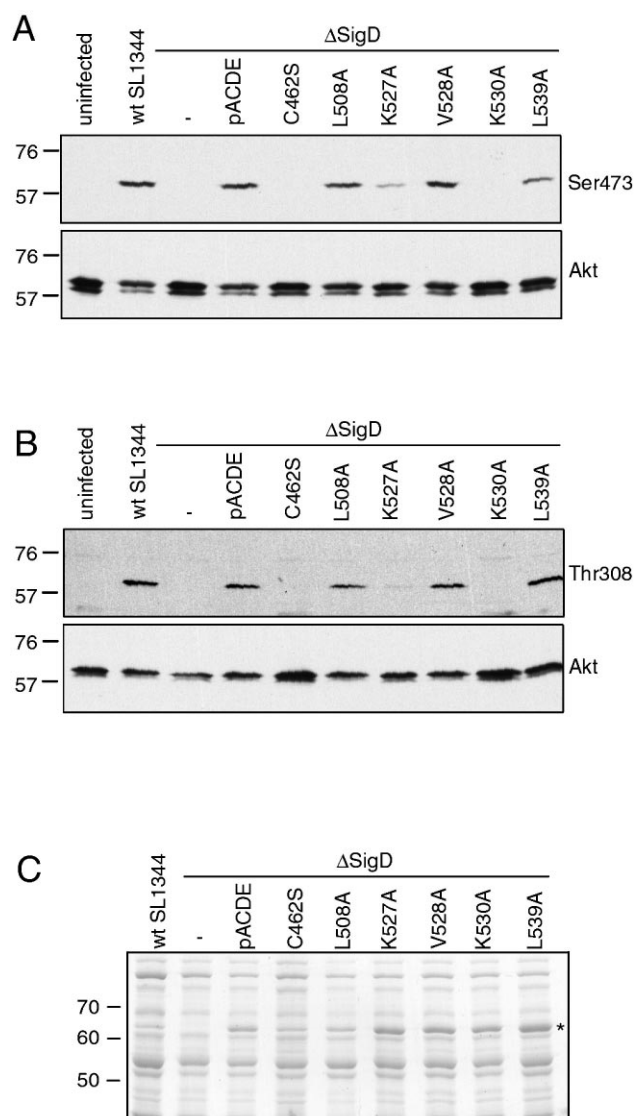 A
ΔSigD
uninfected
wt SL1344
-
pACDE
C462S
L508A
K527A
V528A
K530A
L539A
76
57
Ser473
76
57
Akt
B
ΔSigD
uninfected
wt SL1344
-
pACDE
C462S
L508A
K527A
V528A
K530A
L539A
76
57
Thr308
76
57
Akt
C
ΔSigD
wt SL1344
-
pACDE
C462S
L508A
K527A
V528A
K530A
L539A
70
60
50
*